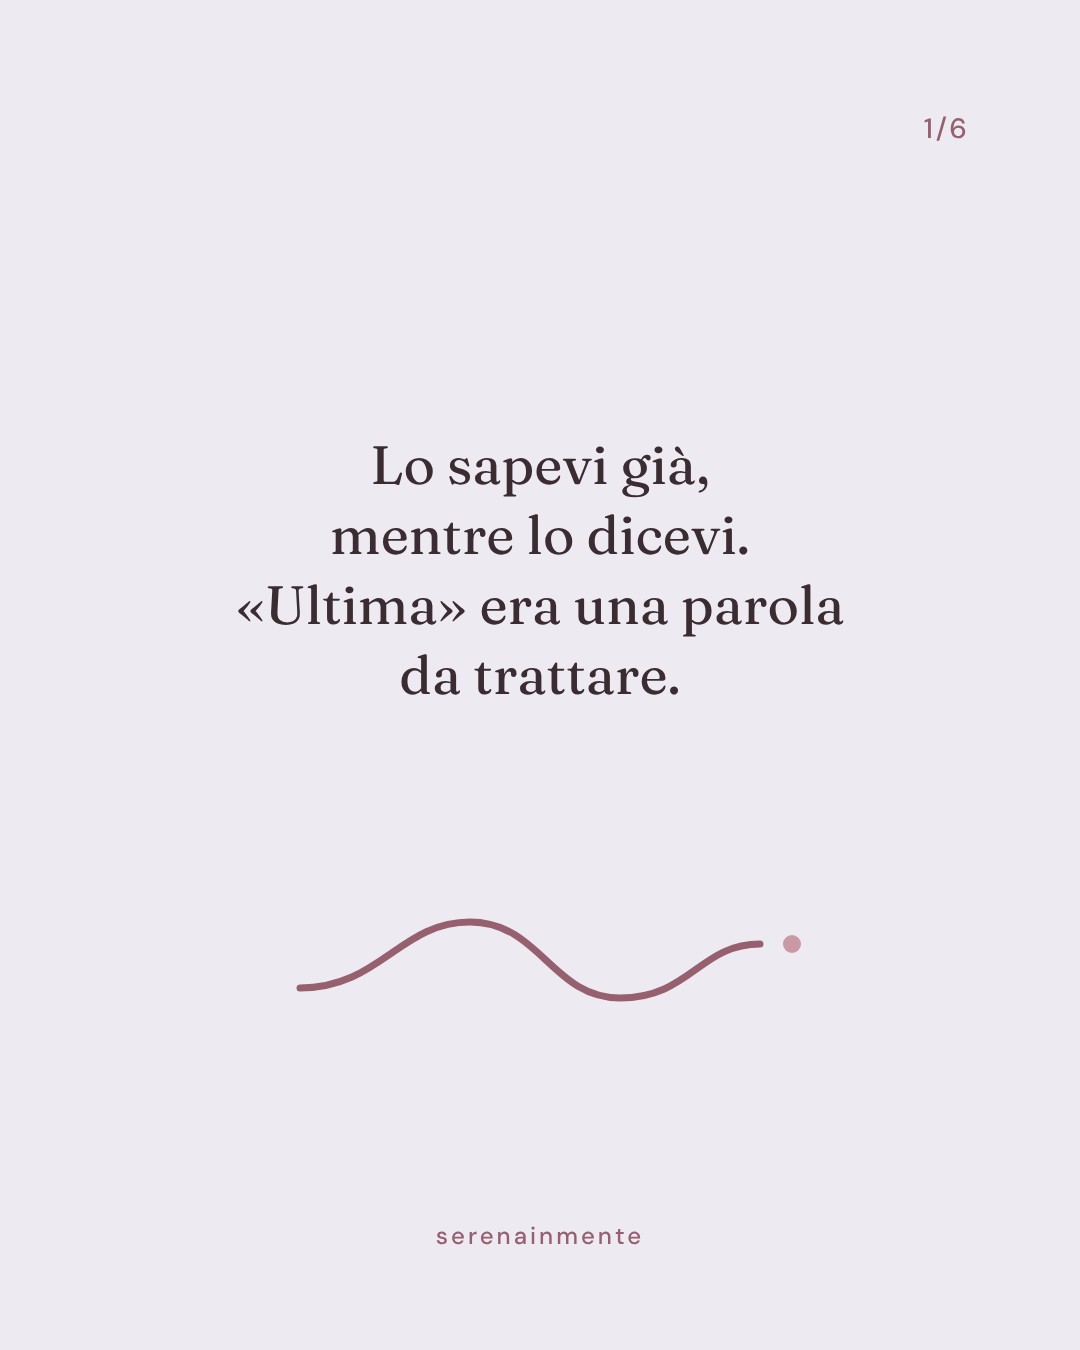 1/6
Lo sapevi già,
mentre lo dicevi.
«Ultima» era una parola
da trattare.
serenainmente